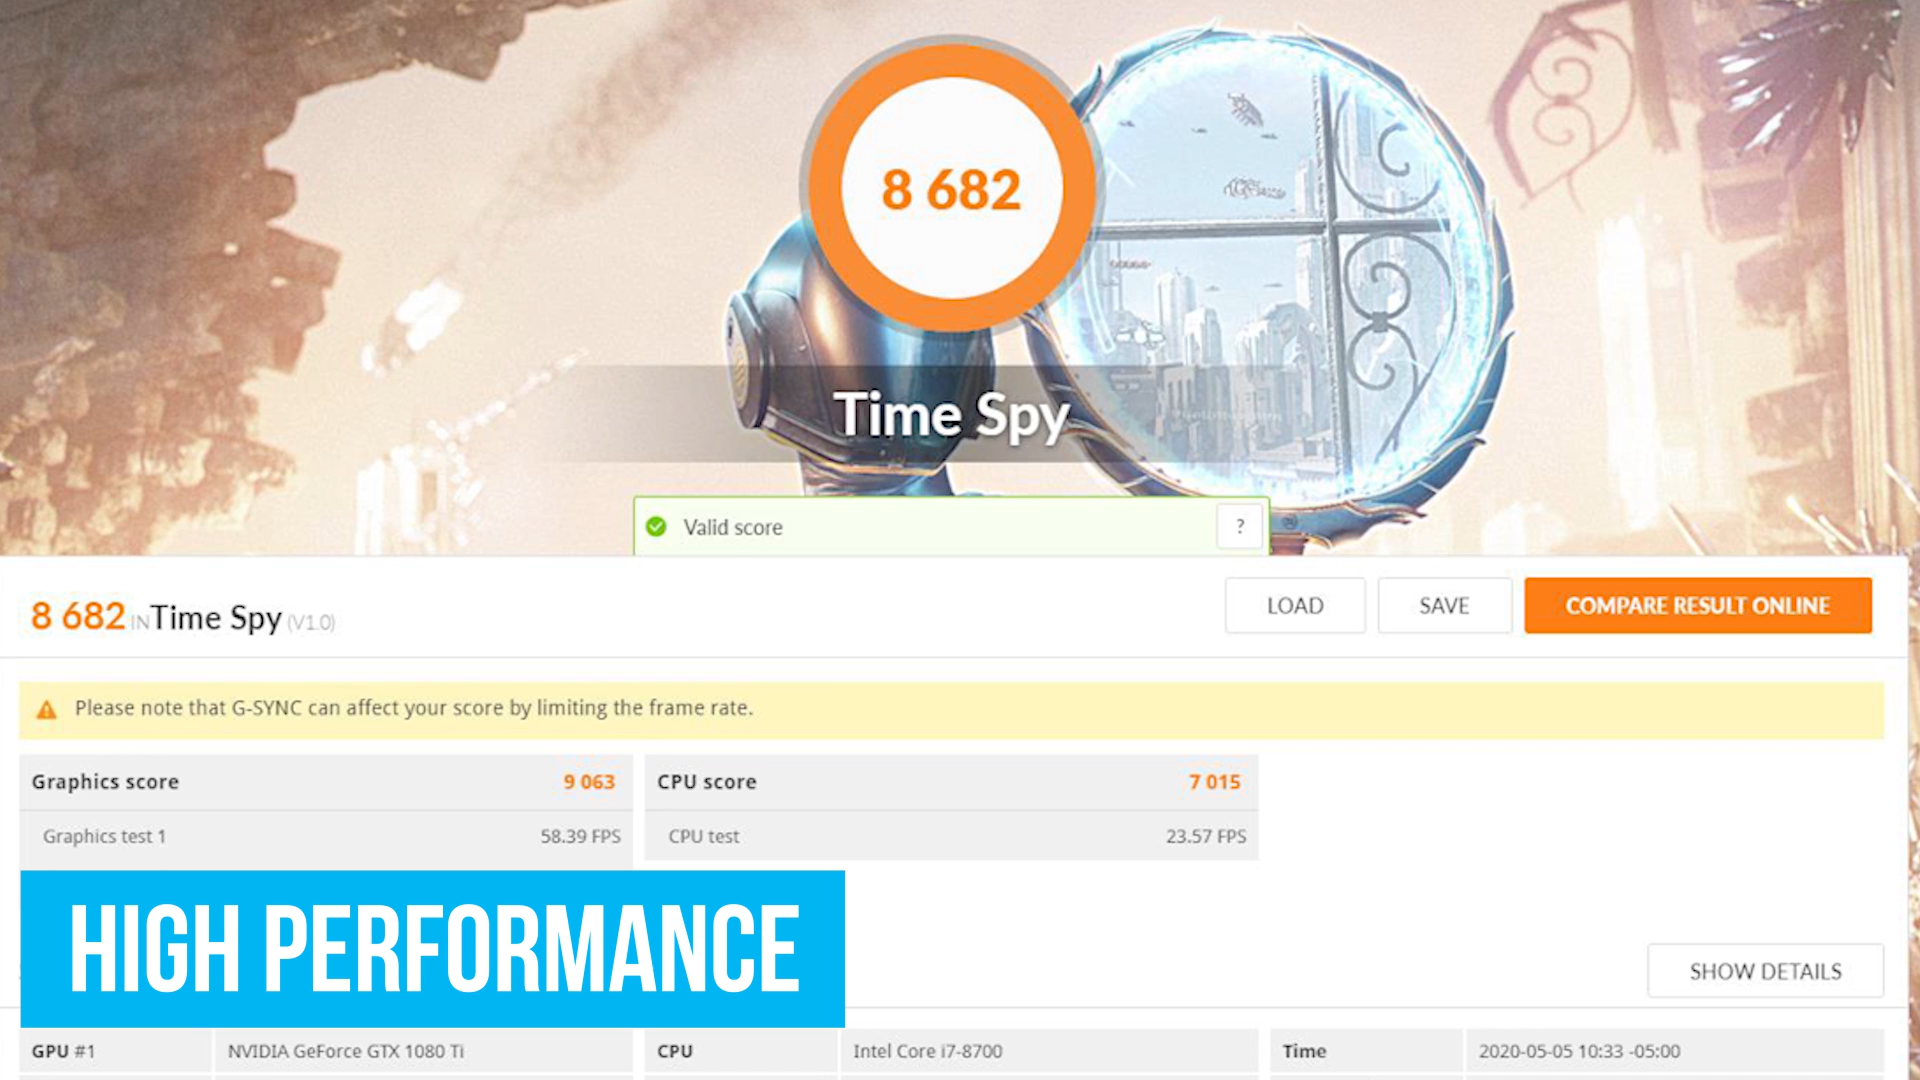 8 682
Time Spy
Valid score ?
8 682 IN Time Spy (V1.0)
LOAD SAVE COMPARE RESULT ONLINE
Please note that G-SYNC can affect your score by limiting the frame rate.
Graphics score 9 063 CPU score 7 015
Graphics test 1 58.39 FPS CPU test 23.57 FPS
HIGH PERFORMANCE
SHOW DETAILS
GPU #1 NVIDIA GeForce GTX 1080 Ti CPU Intel Core i7-8700 Time 2020-05-05 10:33 -05:00